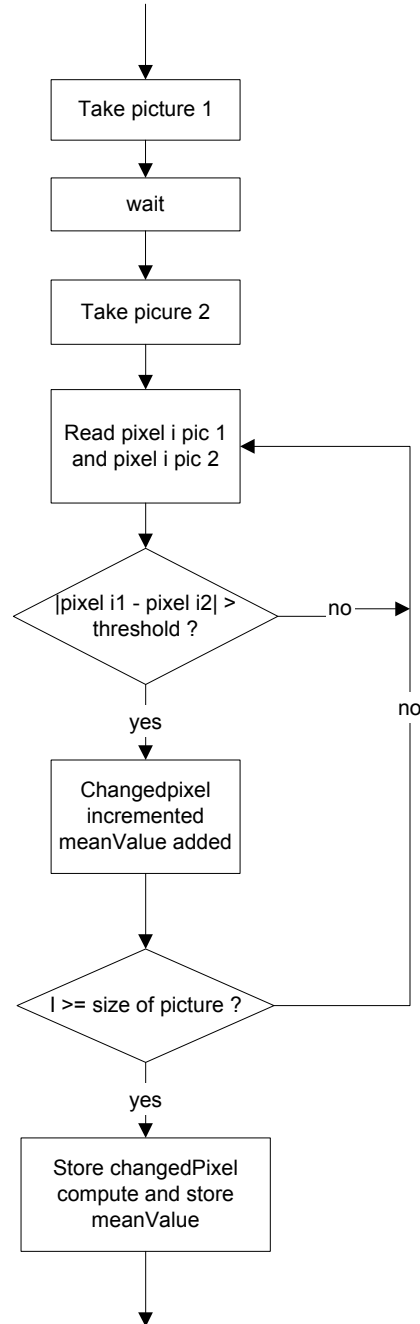 Take picture 1
wait
Take picure 2
Read pixel i pic 1
and pixel i pic 2
|pixel i1 - pixel i2| >
threshold ?
no
yes
no
Changedpixel
incremented
meanValue added
I >= size of picture ?
yes
Store changedPixel
compute and store
meanValue